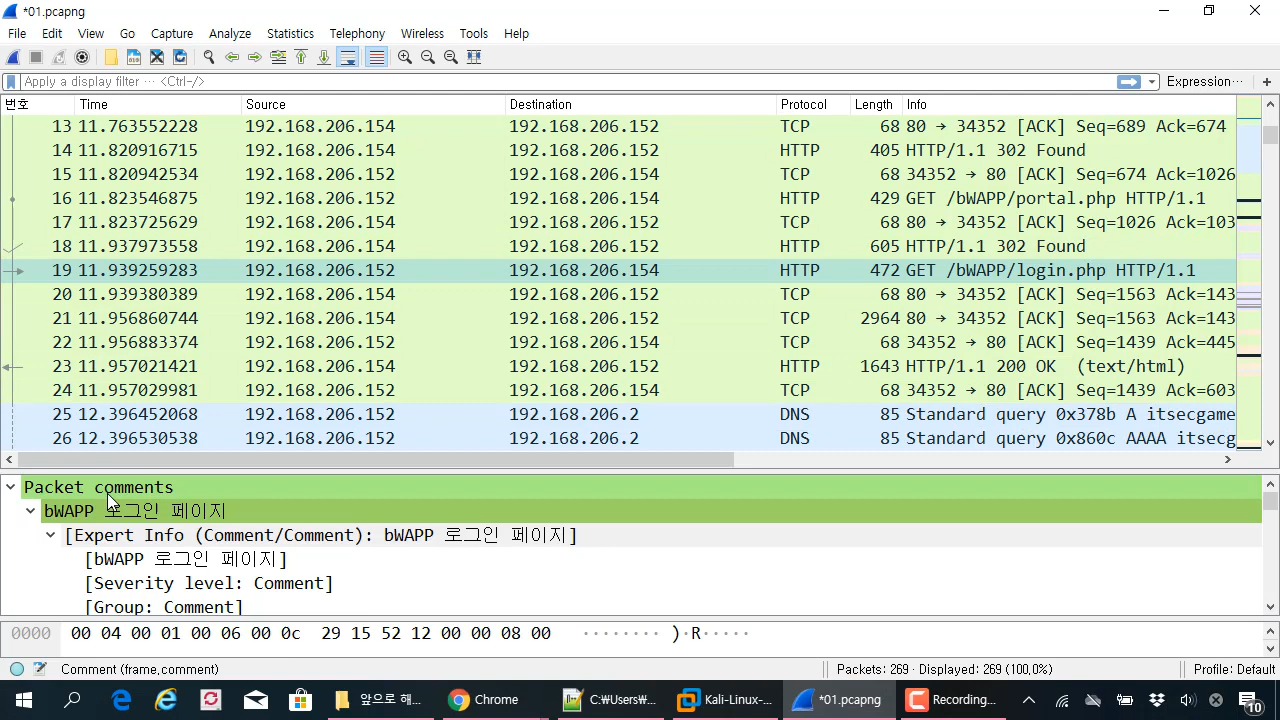 *01.pcapng
File Edit View Go Capture Analyze Statistics Telephony Wireless Tools Help
Apply a display filter ··· <Ctrl-/> Expression···  +
번호 Time Source Destination Protocol Length Info
13 11.763552228 192.168.206.154 192.168.206.152 TCP 68 80 → 34352 [ACK] Seq=689 Ack=674
14 11.820916715 192.168.206.154 192.168.206.152 HTTP 405 HTTP/1.1 302 Found
15 11.820942534 192.168.206.152 192.168.206.154 TCP 68 34352 → 80 [ACK] Seq=674 Ack=1026
16 11.823546875 192.168.206.152 192.168.206.154 HTTP 429 GET /bWAPP/portal.php HTTP/1.1
17 11.823725629 192.168.206.154 192.168.206.152 TCP 68 80 → 34352 [ACK] Seq=1026 Ack=103
18 11.937973558 192.168.206.154 192.168.206.152 HTTP 605 HTTP/1.1 302 Found
19 11.939259283 192.168.206.152 192.168.206.154 HTTP 472 GET /bWAPP/login.php HTTP/1.1
20 11.939380389 192.168.206.154 192.168.206.152 TCP 68 80 → 34352 [ACK] Seq=1563 Ack=143
21 11.956860744 192.168.206.154 192.168.206.152 TCP 2964 80 → 34352 [ACK] Seq=1563 Ack=143
22 11.956883374 192.168.206.152 192.168.206.154 TCP 68 34352 → 80 [ACK] Seq=1439 Ack=445
23 11.957021421 192.168.206.154 192.168.206.152 HTTP 1643 HTTP/1.1 200 OK (text/html)
24 11.957029981 192.168.206.152 192.168.206.154 TCP 68 34352 → 80 [ACK] Seq=1439 Ack=603
25 12.396452068 192.168.206.152 192.168.206.2 DNS 85 Standard query 0x378b A itsecgame
26 12.396530538 192.168.206.152 192.168.206.2 DNS 85 Standard query 0x860c AAAA itsecg
Packet comments
bWAPP 로그인 페이지
[Expert Info (Comment/Comment): bWAPP 로그인 페이지]
[bWAPP 로그인 페이지]
[Severity level: Comment]
[Group: Comment]
0000 00 04 00 01 00 06 00 0c 29 15 52 12 00 00 08 00 ········ )·R·····
Comment (frame,comment) Packets: 269 · Displayed: 269 (100,0%) Profile: Default
앞으로 해... Chrome C:₩Users₩... Kali-Linux-... *01.pcapng Recording... 10